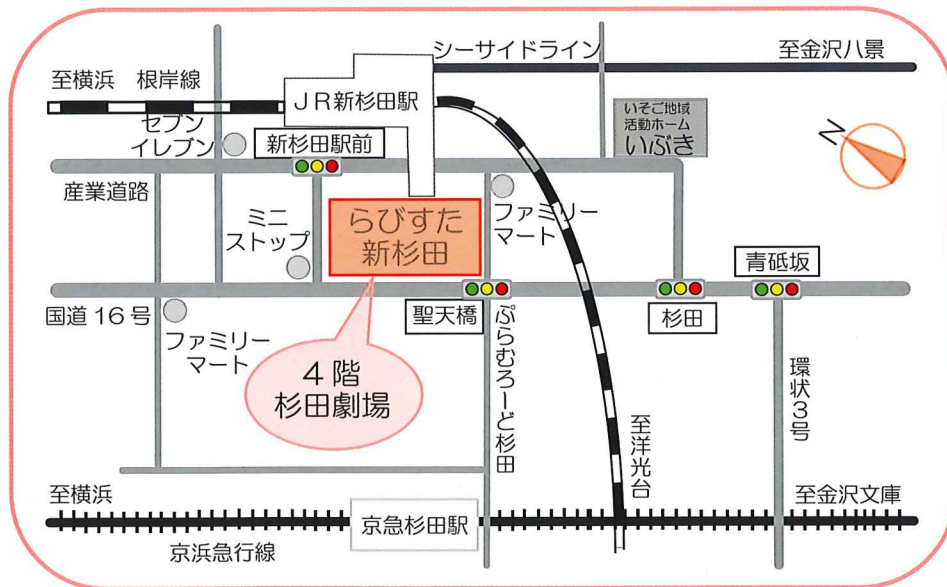 シーサイドライン
至金沢八景
至横浜
根岸線
JR新杉田駅
セブン
イレブン
新杉田駅前
いそご地域
活動ホーム
いぶき
N
産業道路
ミニ
ストップ
らびすた
新杉田
ファミリー
マート
青砥坂
国道16号
聖天橋
杉田
ファミリー
マート
4階
杉田劇場
ぷらむろーど杉田
至洋光台
環状3号
至横浜
京急杉田駅
至金沢文庫
京浜急行線